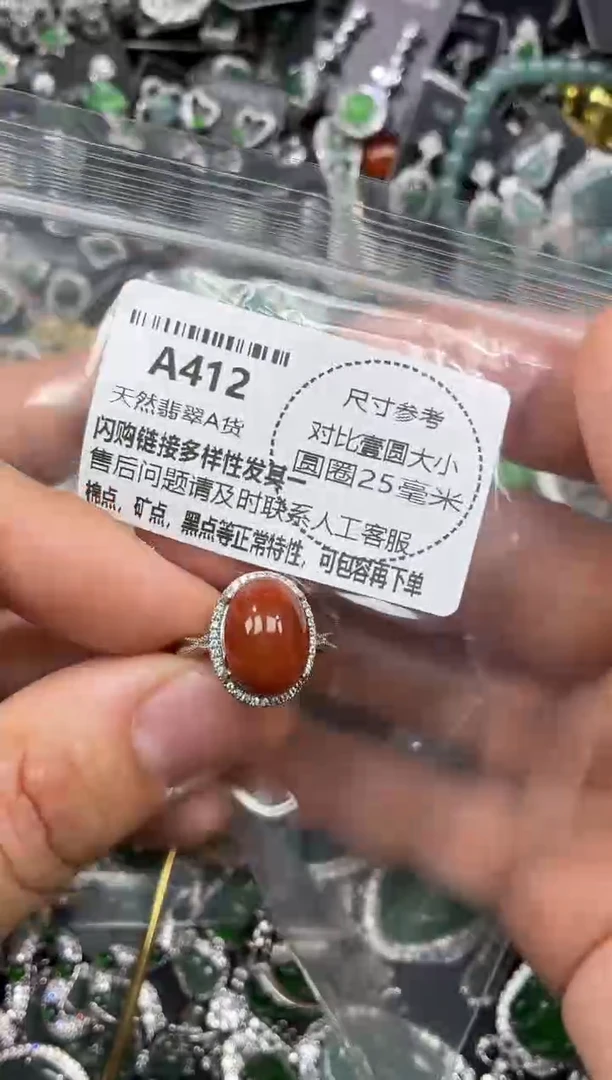 A412
天然翡翠A货
闪购链接多样性发其一
售后问题请及时联系人工客服
棉点，矿点，黑点等正常特性，可包容再下单
尺寸参考
对比壹圆大小
圆圈25毫米